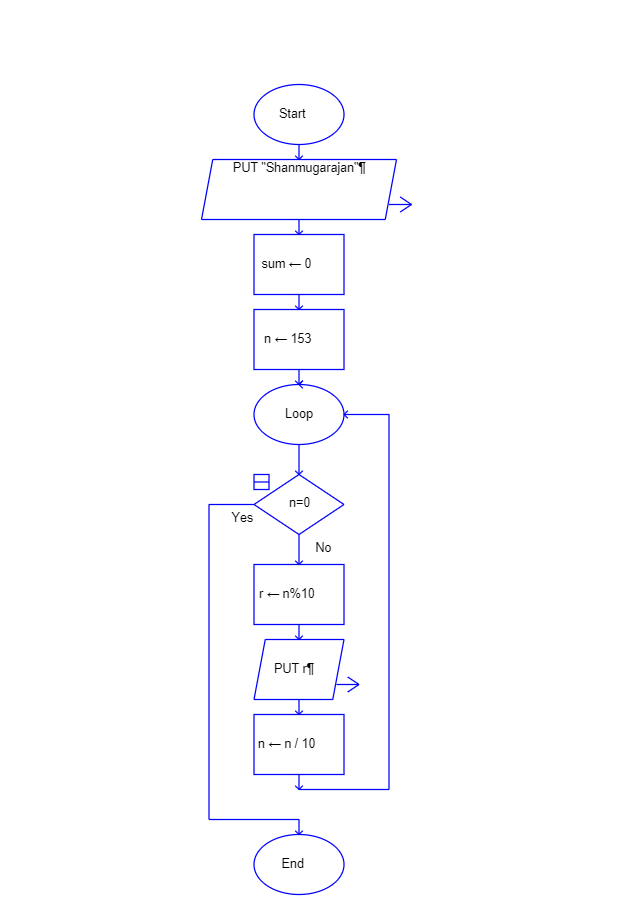 Start
PUT "Shanmugarajan"¶
sum ← 0
n ← 153
Loop
n=0
Yes
No
r ← n%10
PUT r¶
n ← n / 10
End